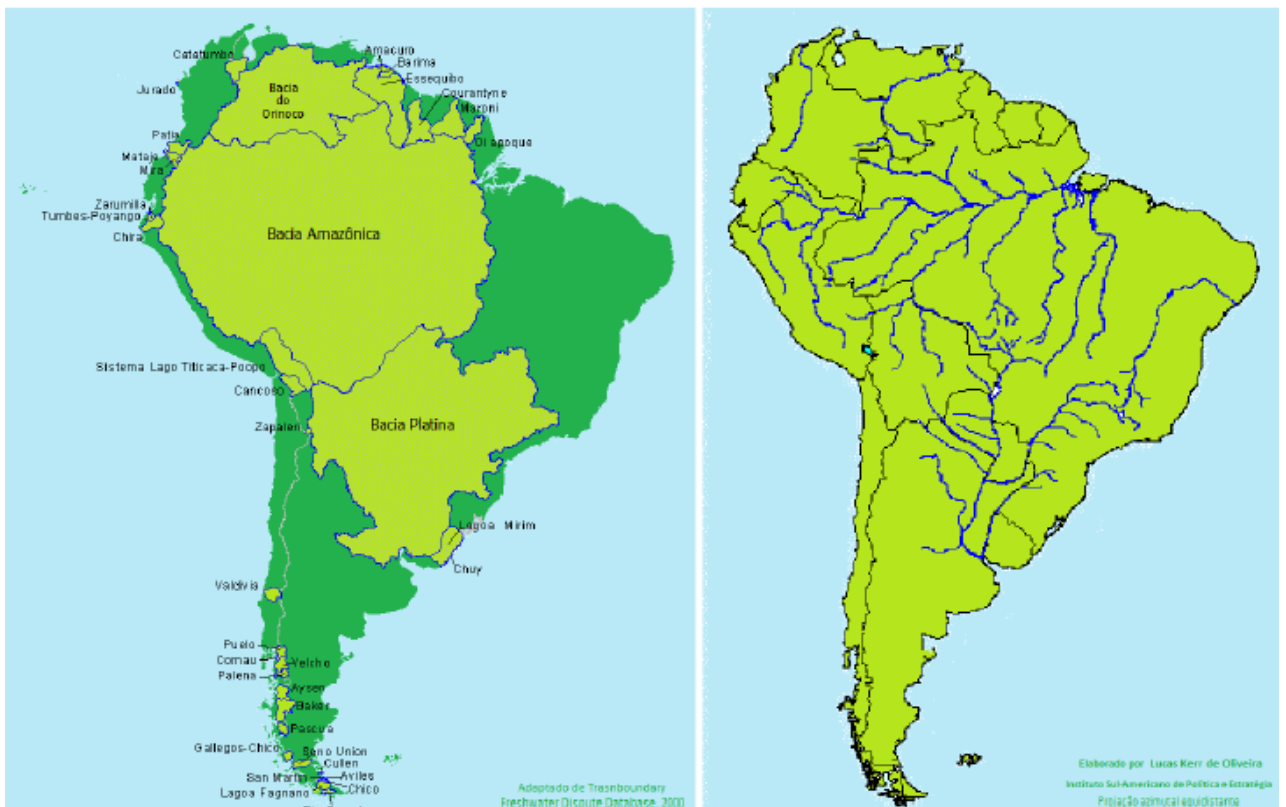 Catatumbo
Amacuro
Barima
Essequibo
Courantyne
Jurado
Bacia
do
Orinoco
Maroni
Oiapoque
Patia
Mataje
Mira
Zarumilla
Tumbes-Poyango
Chira
Bacia Amazônica
Sistema Lago Titicaca-Poopo
Cancoso
Zapaleri
Bacia Platina
Lagoa Mirim
Chuy
Valdivia
Puelo
Comau
Yelcho
Palena
Aysen
Baker
Pascua
Gallegos-Chico
Seno Union
Cullen
San Martin
Aviles
Chico
Lagoa Fagnano
Adaptado de Trasnboundary
Freshwater Dispute Database, 2000
Elaborado por Lucas Kerr de Oliveira
Instituto Sul-Americano de Política e Estratégia
Projação azimutal equidistante